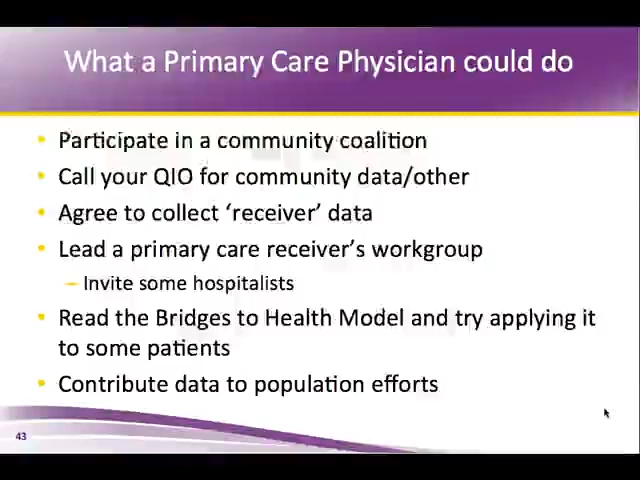 What a Primary Care Physician could do
• Participate in a community coalition
• Call your QIO for community data/other
• Agree to collect ‘receiver’ data
• Lead a primary care receiver’s workgroup
– Invite some hospitalists
• Read the Bridges to Health Model and try applying it
to some patients
• Contribute data to population efforts
43